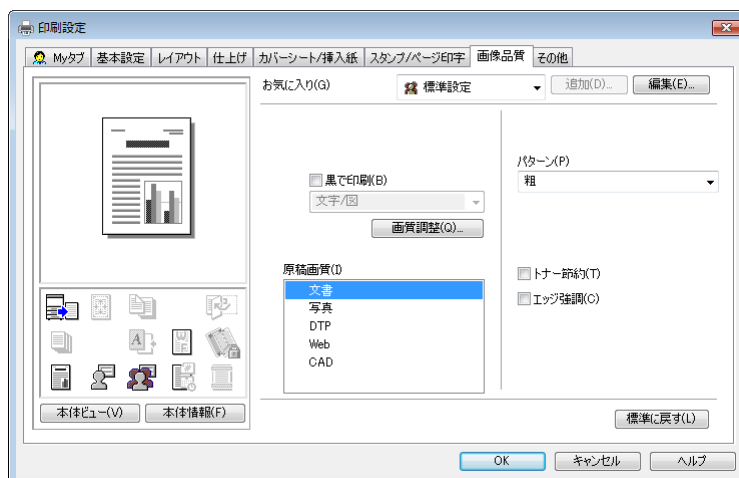 印刷設定
Myタブ 基本設定 レイアウト 仕上げ カバーシート/挿入紙 スタンプ/ページ印字 画像品質 その他
お気に入り(G) 標準設定 追加(D)... 編集(E)...
パターン(P)
黒で印刷(B) 粗
文字/図
画質調整(Q)...
原稿画質(I) トナー節約(T)
文書 エッジ強調(C)
写真
DTP
Web
CAD
本体ビュー(V) 本体情報(F) 標準に戻す(L)
OK キャンセル ヘルプ